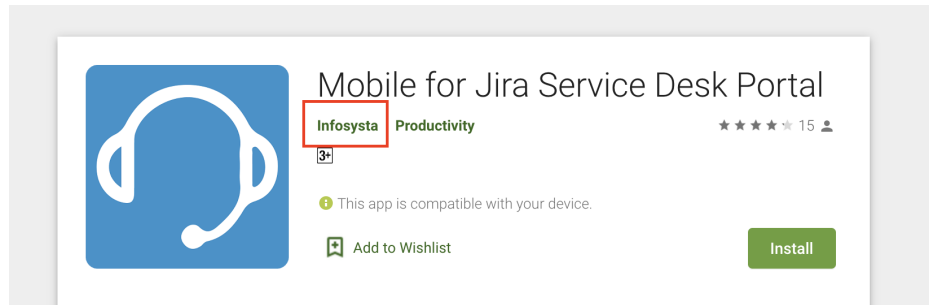 Mobile for Jira Service Desk Portal
Infosysta Productivity 15
3+
This app is compatible with your device.
Add to Wishlist Install